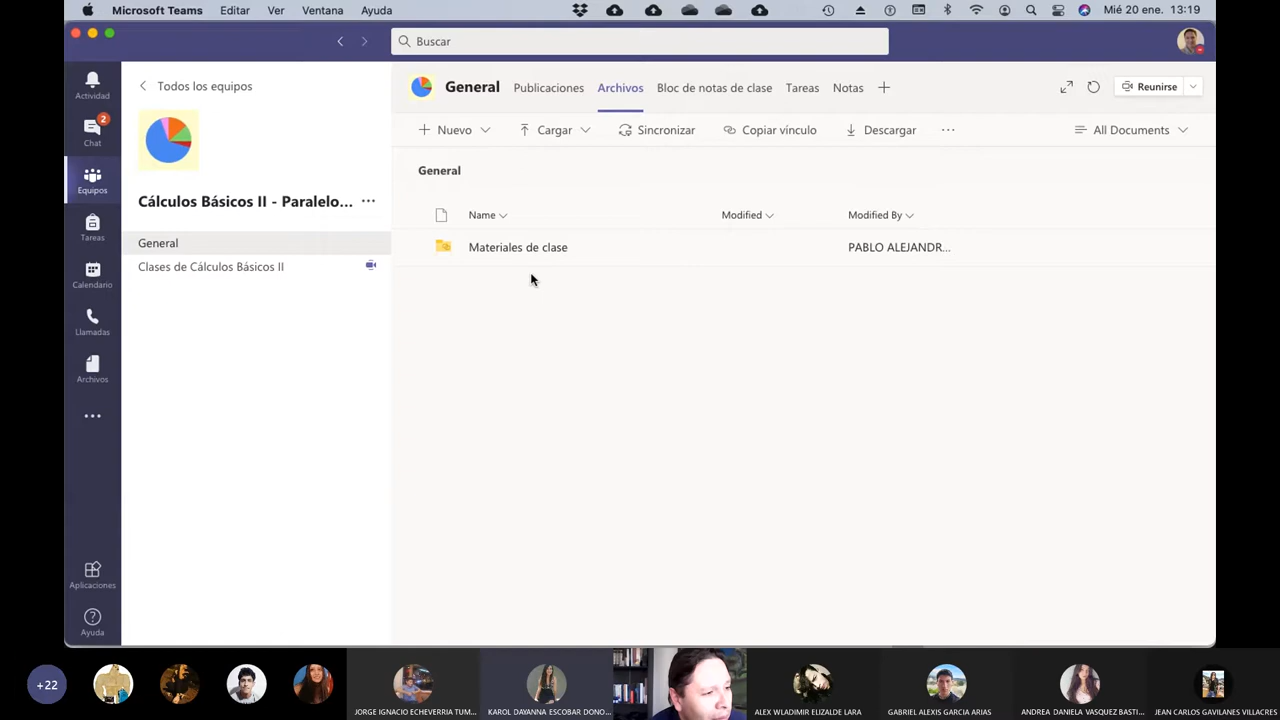 Microsoft Teams Editar Ver Ventana Ayuda Mié 20 ene. 13:19
Buscar
Actividad
2
Chat
Equipos
Tareas
Calendario
Llamadas
Archivos
Aplicaciones
Ayuda
Todos los equipos
Cálculos Básicos II - Paralelo...
General
Clases de Cálculos Básicos II
General Publicaciones Archivos Bloc de notas de clase Tareas Notas Reunirse
Nuevo Cargar Sincronizar Copiar vínculo Descargar All Documents
General
Name Modified Modified By
Materiales de clase PABLO ALEJANDR...
+22
JORGE IGNACIO ECHEVERRIA TUM... KAROL DAYANNA ESCOBAR DONO... ALEX WLADIMIR ELIZALDE LARA GABRIEL ALEXIS GARCIA ARIAS ANDREA DANIELA VASQUEZ BASTI... JEAN CARLOS GAVILANES VILLACRES